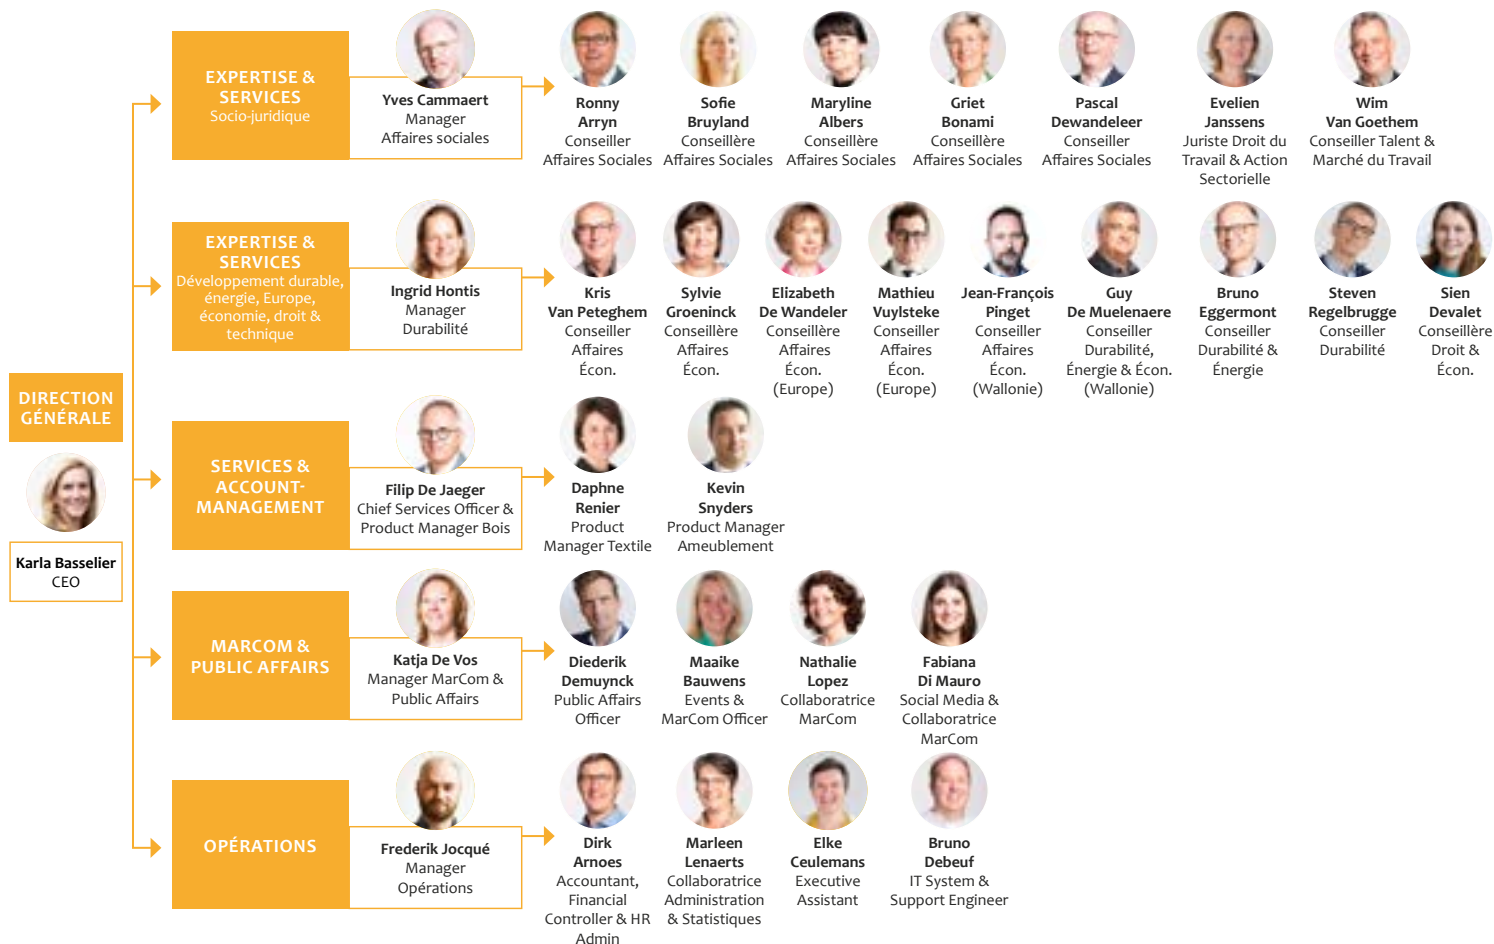 DIRECTION
GÉNÉRALE
Karla Basselier
CEO
EXPERTISE &
SERVICES
Socio-juridique
Yves Cammaert
Manager
Affaires sociales
Ronny
Arryn
Conseiller
Affaires Sociales
Sofie
Bruyland
Conseillère
Affaires Sociales
Maryline
Albers
Conseillère
Affaires Sociales
Griet
Bonami
Conseillère
Affaires Sociales
Pascal
Dewandeleer
Conseiller
Affaires Sociales
Evelien
Janssens
Juriste Droit du
Travail & Action
Sectorielle
Wim
Van Goethem
Conseiller Talent &
Marché du Travail
EXPERTISE &
SERVICES
Développement durable,
énergie, Europe,
économie, droit &
technique
Ingrid Hontis
Manager
Durabilité
Kris
Van Peteghem
Conseiller
Affaires
Écon.
Sylvie
Groeninck
Conseillère
Affaires
Écon.
Elizabeth
De Wandeler
Conseillère
Affaires
Écon.
(Europe)
Mathieu
Vuylsteke
Conseiller
Affaires
Écon.
(Europe)
Jean-François
Pinget
Conseiller
Affaires
Écon.
(Wallonie)
Guy
De Muelenaere
Conseiller
Durabilité,
Énergie & Écon.
(Wallonie)
Bruno
Eggermont
Conseiller
Durabilité &
Énergie
Steven
Regelbrugge
Conseiller
Durabilité
Sien
Devalet
Conseillère
Droit &
Écon.
SERVICES &
ACCOUNT-
MANAGEMENT
Filip De Jaeger
Chief Services Officer &
Product Manager Bois
Daphne
Renier
Product
Manager Textile
Kevin
Snyders
Product Manager
Ameublement
MARCOM &
PUBLIC AFFAIRS
Katja De Vos
Manager MarCom &
Public Affairs
Diederik
Demuynck
Public Affairs
Officer
Maaike
Bauwens
Events &
MarCom Officer
Nathalie
Lopez
Collaboratrice
MarCom
Fabiana
Di Mauro
Social Media &
Collaboratrice
MarCom
OPÉRATIONS
Frederik Jocqué
Manager
Opérations
Dirk
Arnoes
Accountant,
Financial
Controller & HR
Admin
Marleen
Lenaerts
Collaboratrice
Administration
& Statistiques
Elke
Ceulemans
Executive
Assistant
Bruno
Debeuf
IT System &
Support Engineer